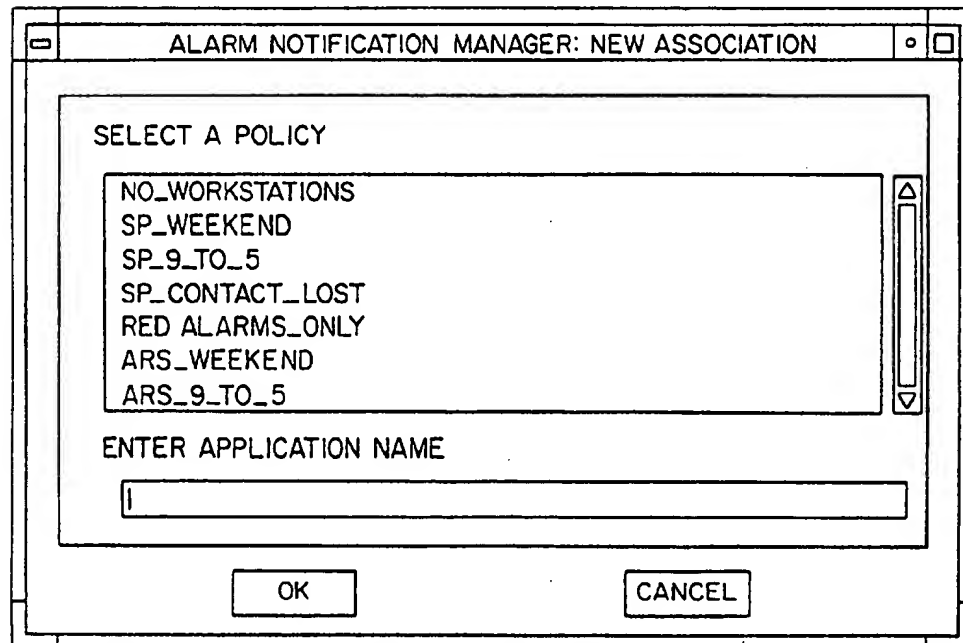 ALARM NOTIFICATION MANAGER: NEW ASSOCIATION
SELECT A POLICY
NO_WORKSTATIONS
SP_WEEKEND
SP_9_TO_5
SP_CONTACT_LOST
RED ALARMS_ONLY
ARS_WEEKEND
ARS_9_TO_5
ENTER APPLICATION NAME
OK
CANCEL